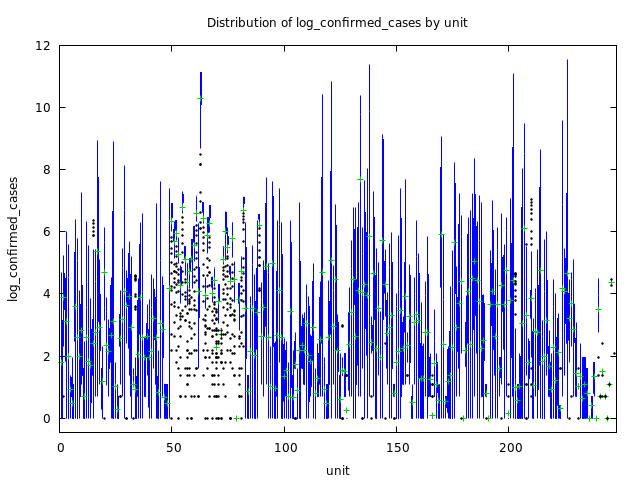 Distribution of log_confirmed_cases by unit
12
10
8
6
4
2
0
log_confirmed_cases
0 50 100 150 200
unit